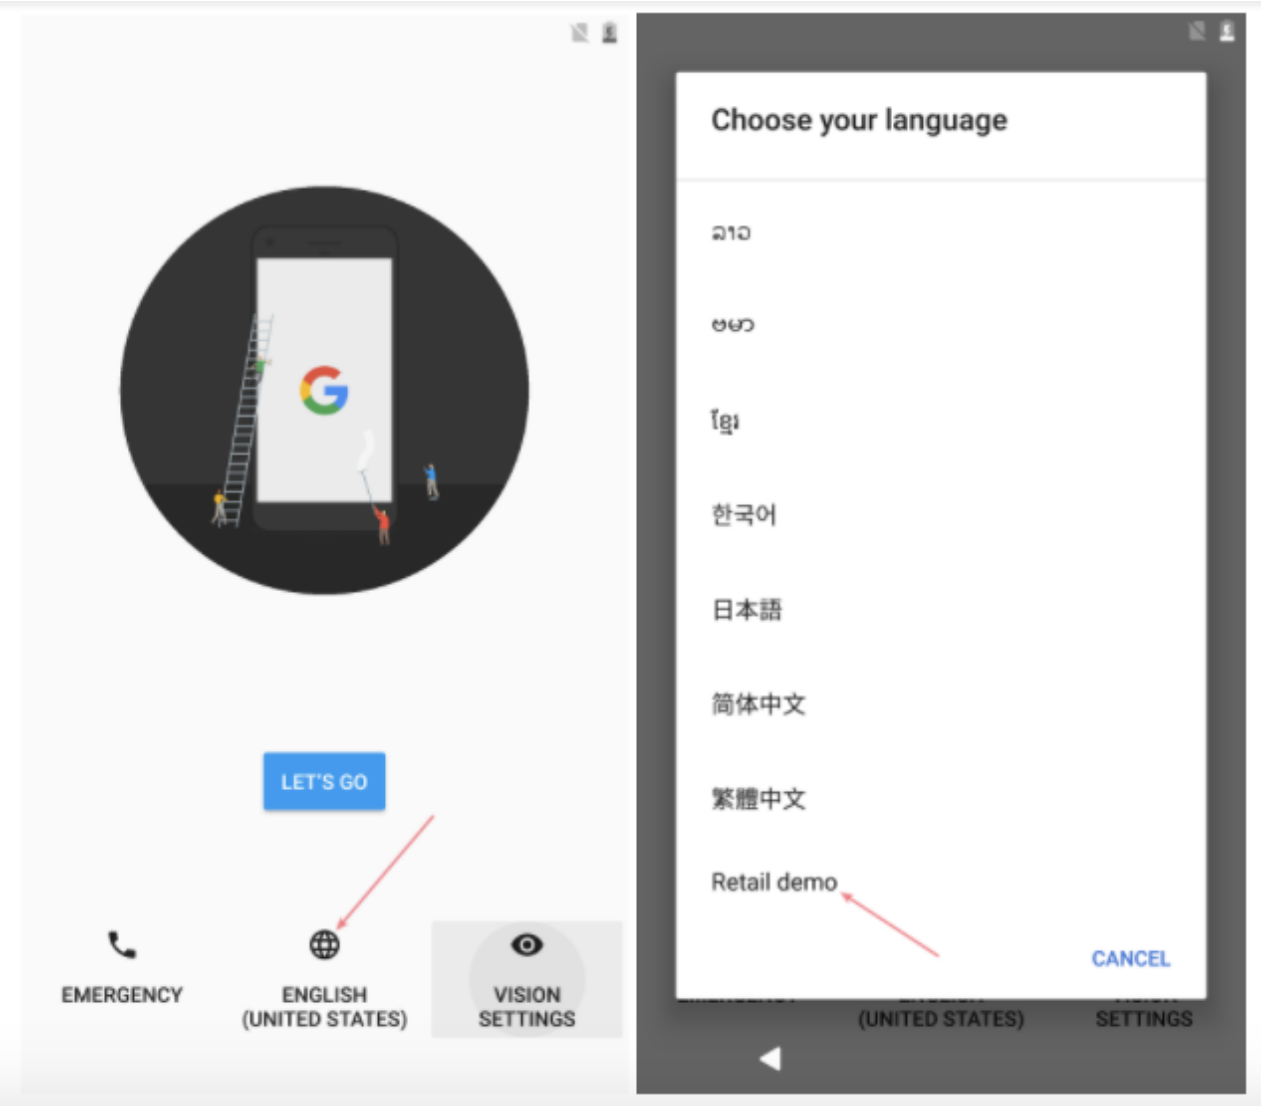 LET'S GO
EMERGENCY
ENGLISH
(UNITED STATES)
VISION
SETTINGS
Choose your language
ລາວ
ဗမာ
ខ្មែរ
한국어
日本語
简体中文
繁體中文
Retail demo
CANCEL
(UNITED STATES)
SETTINGS